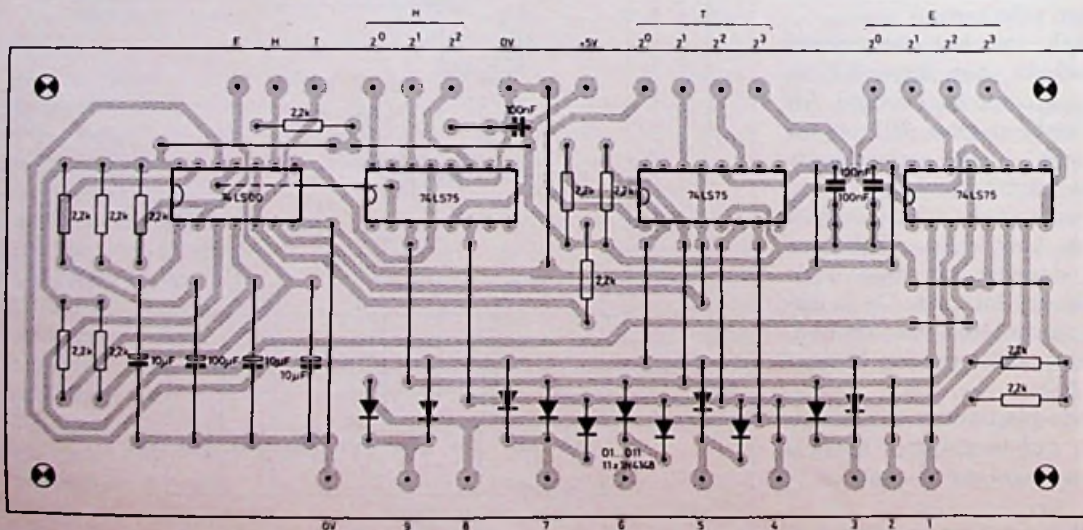 H T E
E H T 2⁰ 2¹ 2² 0V +5V 2⁰ 2¹ 2² 2³ 2⁰ 2¹ 2² 2³
100nF
2,2k
74LS00 74LS75 74LS75 74LS75
2,2k 2,2k 2,2k 2,2k 2,2k 100nF 100nF
2,2k
2,2k 2,2k 10µF 100µF 10µF 10µF
2,2k
2,2k
D1...D11
11x1N4148
0V 9 8 7 6 5 4 3 2 1